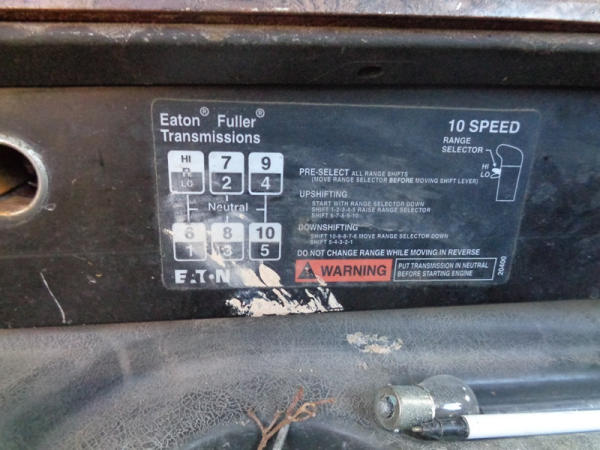 Eaton® Fuller®
Transmissions
10 SPEED
RANGE
SELECTOR
HI
LO
HI
R
LO
7
2
9
4
Neutral
6
1
8
3
10
5
PRE-SELECT ALL RANGE SHIFTS
(MOVE RANGE SELECTOR BEFORE MOVING SHIFT LEVER)
UPSHIFTING
START WITH RANGE SELECTOR DOWN
SHIFT 1-2-3-4-5 RAISE RANGE SELECTOR
SHIFT 6-7-8-9-10
DOWNSHIFTING
SHIFT 10-9-8-7-6 MOVE RANGE SELECTOR DOWN
SHIFT 5-4-3-2-1
DO NOT CHANGE RANGE WHILE MOVING IN REVERSE
EATON
WARNING
PUT TRANSMISSION IN NEUTRAL
BEFORE STARTING ENGINE
20400